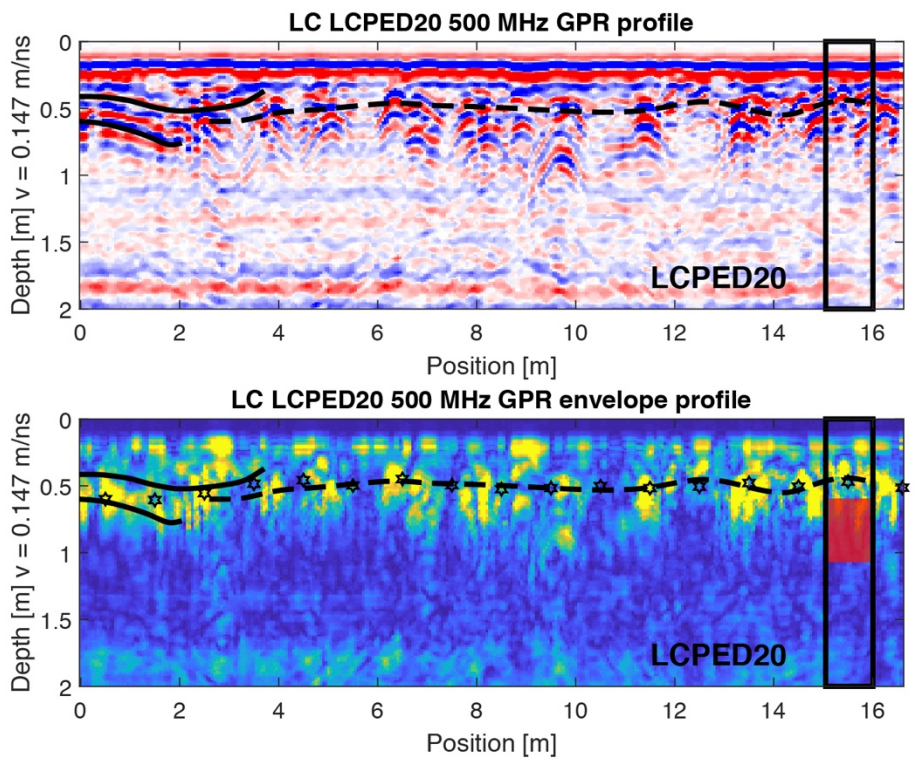 LC LCPED20 500 MHz GPR profile
0
0.5
1
1.5
2
Depth [m] v = 0.147 m/ns
LCPED20
0 2 4 6 8 10 12 14 16
Position [m]
LC LCPED20 500 MHz GPR envelope profile
0
0.5
1
1.5
2
Depth [m] v = 0.147 m/ns
LCPED20
0 2 4 6 8 10 12 14 16
Position [m]